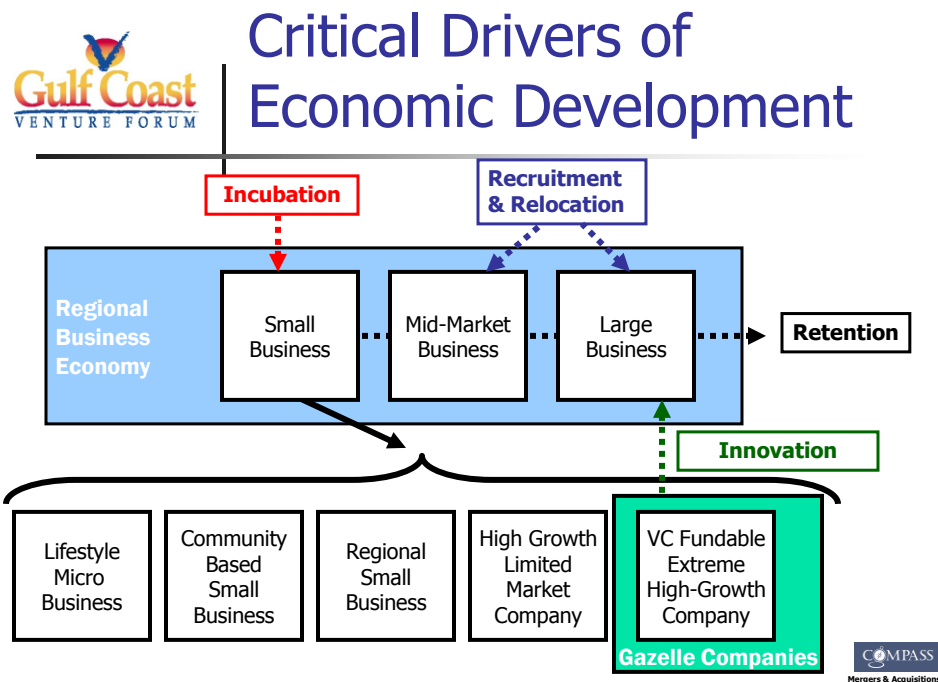 Gulf Coast
VENTURE FORUM
Critical Drivers of
Economic Development
Incubation
Recruitment
& Relocation
Regional
Business
Economy
Small
Business
Mid-Market
Business
Large
Business
Retention
Innovation
Lifestyle
Micro
Business
Community
Based
Small
Business
Regional
Small
Business
High Growth
Limited
Market
Company
VC Fundable
Extreme
High-Growth
Company
Gazelle Companies
COMPASS
Mergers & Acquisitions